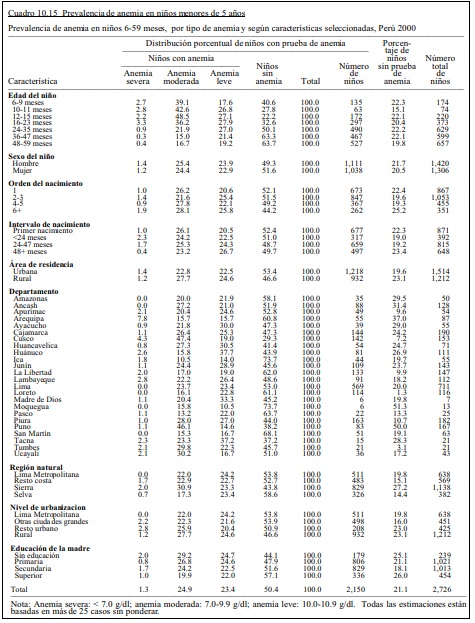 Cuadro 10.15 Prevalencia de anemia en niños menores de 5 años
Prevalencia de anemia en niños 6-59 meses, por tipo de anemia y según características seleccionadas, Perú 2000
Distribución porcentual de niños con prueba de anemia Porcen-
taje de
Niños con anemia niños Número
Niños Número sin prueba total
Anemia Anemia Anemia sin de de de
Característica severa moderada leve anemia Total niños anemia niños
Edad del niño
6-9 meses 2.7 39.1 17.6 40.6 100.0 135 22.3 174
10-11 meses 2.8 42.6 26.8 27.8 100.0 63 15.1 74
12-15 meses 2.2 48.5 27.1 22.2 100.0 172 22.1 220
16-23 meses 3.3 36.2 27.9 32.6 100.0 297 20.4 373
24-35 meses 0.9 21.9 27.0 50.1 100.0 490 22.2 629
36-47 meses 0.3 15.0 21.4 63.3 100.0 467 22.1 599
48-59 meses 0.4 16.7 19.2 63.7 100.0 527 19.8 657
Sexo del niño
Hombre 1.4 25.4 23.9 49.3 100.0 1,111 21.7 1,420
Mujer 1.2 24.4 22.9 51.6 100.0 1,038 20.5 1,306
Orden del nacimiento
1 1.0 26.2 20.6 52.1 100.0 673 22.4 867
2-3 1.4 21.6 25.4 51.5 100.0 847 19.6 1,053
4-5 0.9 27.8 22.1 49.2 100.0 367 19.3 455
6+ 1.9 28.1 25.8 44.2 100.0 262 25.2 351
Intervalo de nacimiento
Primer nacimiento 1.0 26.1 20.5 52.4 100.0 677 22.3 871
<24 meses 2.3 24.2 22.5 51.0 100.0 317 19.0 392
24-47 meses 1.7 25.3 24.3 48.7 100.0 659 19.2 815
48+ meses 0.4 23.2 26.7 49.7 100.0 497 23.4 648
Área de residencia
Urbana 1.4 22.8 22.5 53.4 100.0 1,218 19.6 1,514
Rural 1.2 27.7 24.6 46.6 100.0 932 23.1 1,212
Departamento
Amazonas 0.0 20.0 21.9 58.1 100.0 35 29.5 50
Ancash 0.0 27.2 21.0 51.9 100.0 88 31.4 128
Apurímac 2.1 20.4 24.6 52.8 100.0 49 9.6 54
Arequipa 7.8 15.7 15.7 60.8 100.0 55 37.0 87
Ayacucho 0.9 21.8 30.0 47.3 100.0 39 29.0 55
Cajamarca 1.1 26.4 25.3 47.3 100.0 144 24.2 190
Cusco 4.3 47.4 19.0 29.3 100.0 142 7.2 153
Huancavelica 0.8 27.3 30.5 41.4 100.0 54 24.7 71
Huánuco 2.6 15.8 37.7 43.9 100.0 81 26.9 111
Ica 1.8 10.5 14.0 73.7 100.0 44 19.7 55
Junín 1.1 24.4 28.9 45.6 100.0 109 23.7 143
La Libertad 2.0 17.0 19.0 62.0 100.0 133 9.9 147
Lambayeque 2.8 22.2 26.4 48.6 100.0 91 18.2 112
Lima 0.0 23.7 23.4 53.0 100.0 569 20.0 711
Loreto 0.0 16.1 22.8 61.1 100.0 114 1.3 116
Madre de Dios 1.1 20.4 33.3 45.2 100.0 6 19.8 7
Moquegua 0.0 15.8 10.5 73.7 100.0 6 51.3 13
Pasco 1.1 13.2 22.0 63.7 100.0 22 13.3 25
Piura 1.0 28.0 27.0 44.0 100.0 163 10.7 182
Puno 1.1 46.1 14.6 38.2 100.0 83 50.0 167
San Martín 0.0 15.3 16.7 68.1 100.0 51 19.1 63
Tacna 2.3 23.3 37.2 37.2 100.0 15 28.3 21
Tumbes 2.1 29.8 22.3 45.7 100.0 21 3.1 21
Ucayali 2.1 30.2 16.7 51.0 100.0 36 17.2 43
Región natural
Lima Metropolitana 0.0 22.0 24.2 53.8 100.0 511 19.8 638
Resto costa 1.7 22.9 22.7 52.7 100.0 483 15.1 569
Sierra 2.0 30.9 23.3 43.8 100.0 829 27.2 1,138
Selva 0.7 17.3 23.4 58.6 100.0 326 14.4 382
Nivel de urbanizacion
Lima Metropolitana 0.0 22.0 24.2 53.8 100.0 511 19.8 638
Otras ciudades grandes 2.2 22.3 21.6 53.9 100.0 498 16.0 451
Resto urbano 2.8 25.9 20.4 50.9 100.0 208 23.0 425
Rural 1.2 27.7 24.6 46.6 100.0 932 23.1 1,212
Educación de la madre
Sin educación 2.0 29.2 24.7 44.1 100.0 179 25.1 239
Primaria 0.8 26.8 24.6 47.9 100.0 806 21.1 1,021
Secundaria 1.7 24.2 22.5 51.6 100.0 829 18.1 1,013
Superior 1.0 19.9 22.0 57.1 100.0 336 26.0 454
Total 1.3 24.9 23.4 50.4 100.0 2,150 21.1 2,726
Nota: Anemia severa: < 7.0 g/dl; anemia moderada: 7.0-9.9 g/dl; anemia leve: 10.0-10.9 g/dl. Todas las estimaciones están
basadas en más de 25 casos sin ponderar.